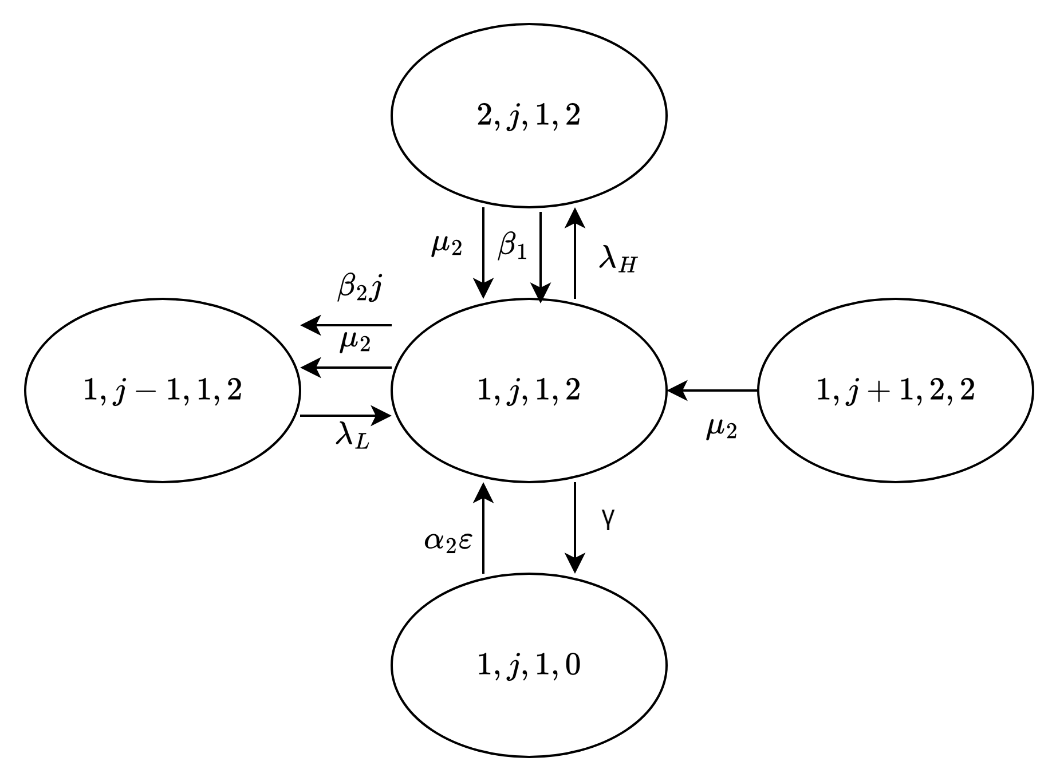 2, j, 1, 2
μ₂ β₁ λ_H
β₂j
μ₂
1, j − 1, 1, 2
1, j, 1, 2
1, j + 1, 2, 2
λ_L
μ₂
α₂ε
γ
1, j, 1, 0